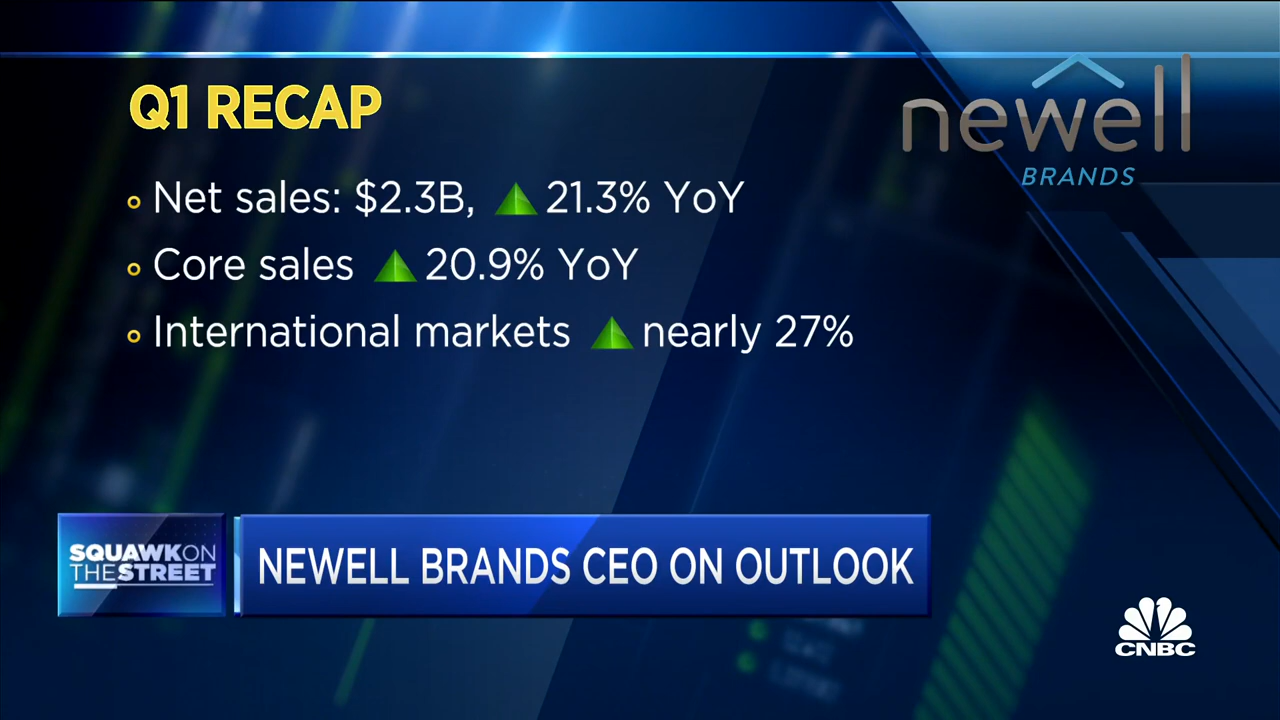 Q1 RECAP
newell
BRANDS
Net sales: $2.3B, 21.3% YoY
Core sales 20.9% YoY
International markets nearly 27%
SQUAWK ON
THE STREET
NEWELL BRANDS CEO ON OUTLOOK
CNBC